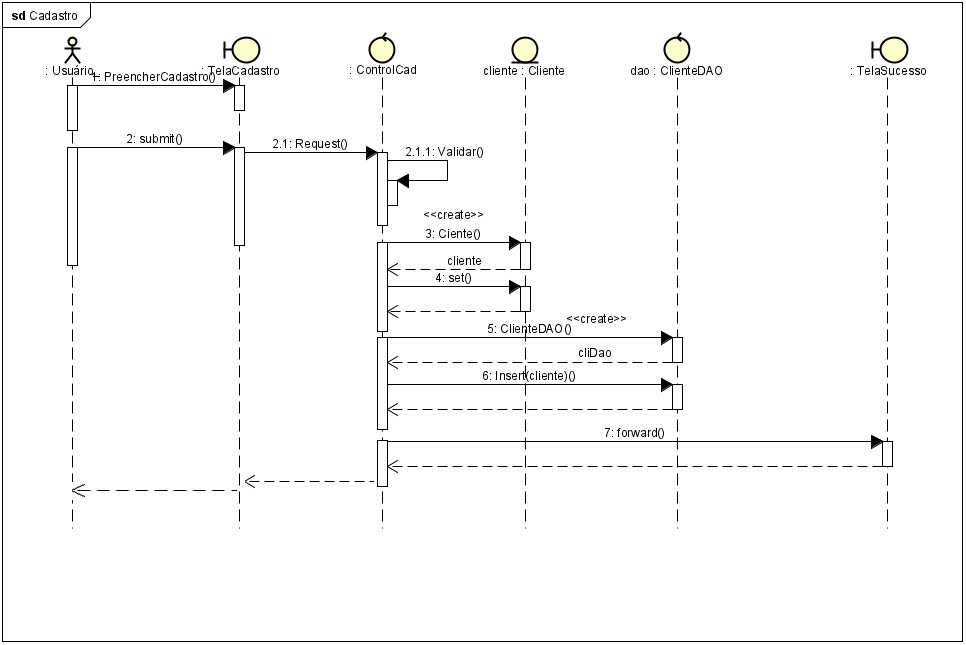 sd Cadastro
: Usuário
: TelaCadastro
: ControlCad
cliente : Cliente
dao : ClienteDAO
: TelaSucesso
1: PreencherCadastro()
2: submit()
2.1: Request()
2.1.1: Validar()
<<create>>
3: Ciente()
cliente
4: set()
<<create>>
5: ClienteDAO()
cliDao
6: Insert(cliente)()
7: forward()